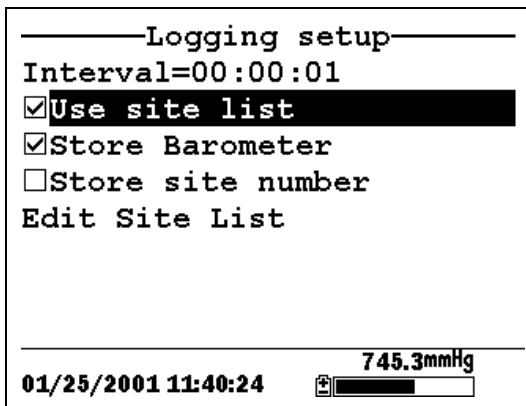 Logging setup
Interval=00:00:01
Use site list
Store Barometer
Store site number
Edit Site List
745.3mmHg
01/25/2001 11:40:24